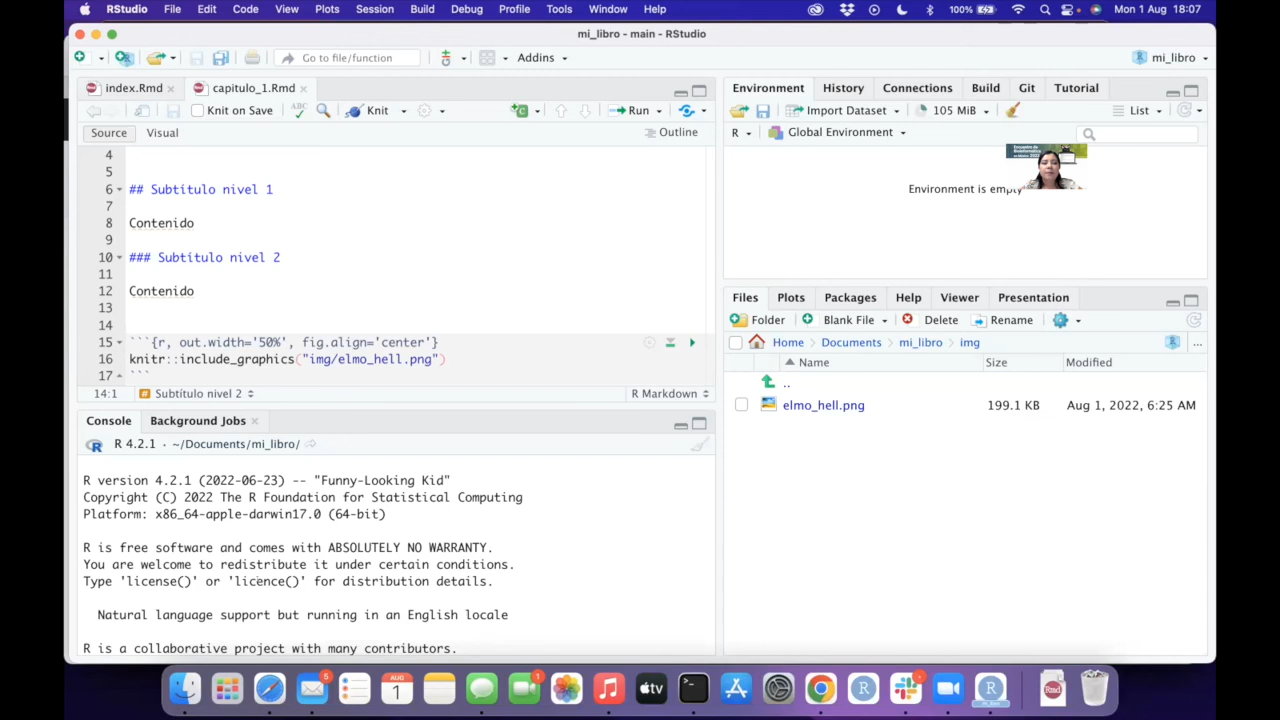 RStudio File Edit Code View Plots Session Build Debug Profile Tools Window Help 100% Mon 1 Aug 18:07
mi_libro - main - RStudio
Go to file/function Addins mi_libro
index.Rmd capitulo_1.Rmd
Knit on Save ABC Knit Run
Source Visual Outline
4
5
6 ## Subtítulo nivel 1
7
8 Contenido
9
10 ### Subtítulo nivel 2
11
12 Contenido
13
14
15 ```{r, out.width='50%', fig.align='center'}
16 knitr::include_graphics("img/elmo_hell.png")
17 ```
14:1 # Subtítulo nivel 2 R Markdown
Console Background Jobs
R 4.2.1 · ~/Documents/mi_libro/
R version 4.2.1 (2022-06-23) -- "Funny-Looking Kid"
Copyright (C) 2022 The R Foundation for Statistical Computing
Platform: x86_64-apple-darwin17.0 (64-bit)
R is free software and comes with ABSOLUTELY NO WARRANTY.
You are welcome to redistribute it under certain conditions.
Type 'license()' or 'licence()' for distribution details.
Natural language support but running in an English locale
R is a collaborative project with many contributors.
Environment History Connections Build Git Tutorial
Import Dataset 105 MiB List
R Global Environment
Environment is empty
Files Plots Packages Help Viewer Presentation
Folder Blank File Delete Rename
Home Documents mi_libro img ...
Name Size Modified
..
elmo_hell.png 199.1 KB Aug 1, 2022, 6:25 AM
5 AUG 1 1 tv R R Rmd